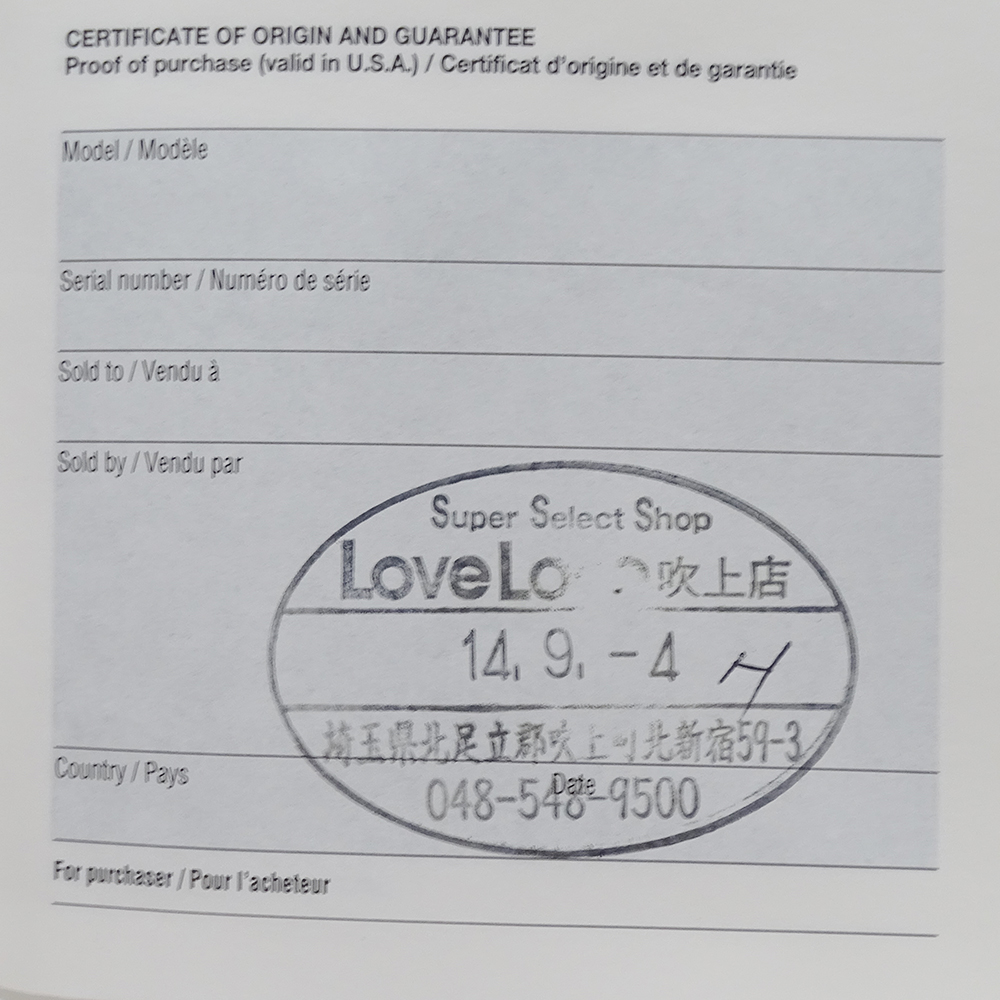 CERTIFICATE OF ORIGIN AND GUARANTEE
Proof of purchase (valid in U.S.A.) / Certificat d'origine et de garantie
Model / Modèle
Serial number / Numéro de série
Sold to / Vendu à
Sold by / Vendu par
Super Select Shop
吹上店
14. 9. -4
埼玉県北足立郡吹上町北新宿59-3
Country / Pays
Date
048-548-9500
For purchaser / Pour l'acheteur